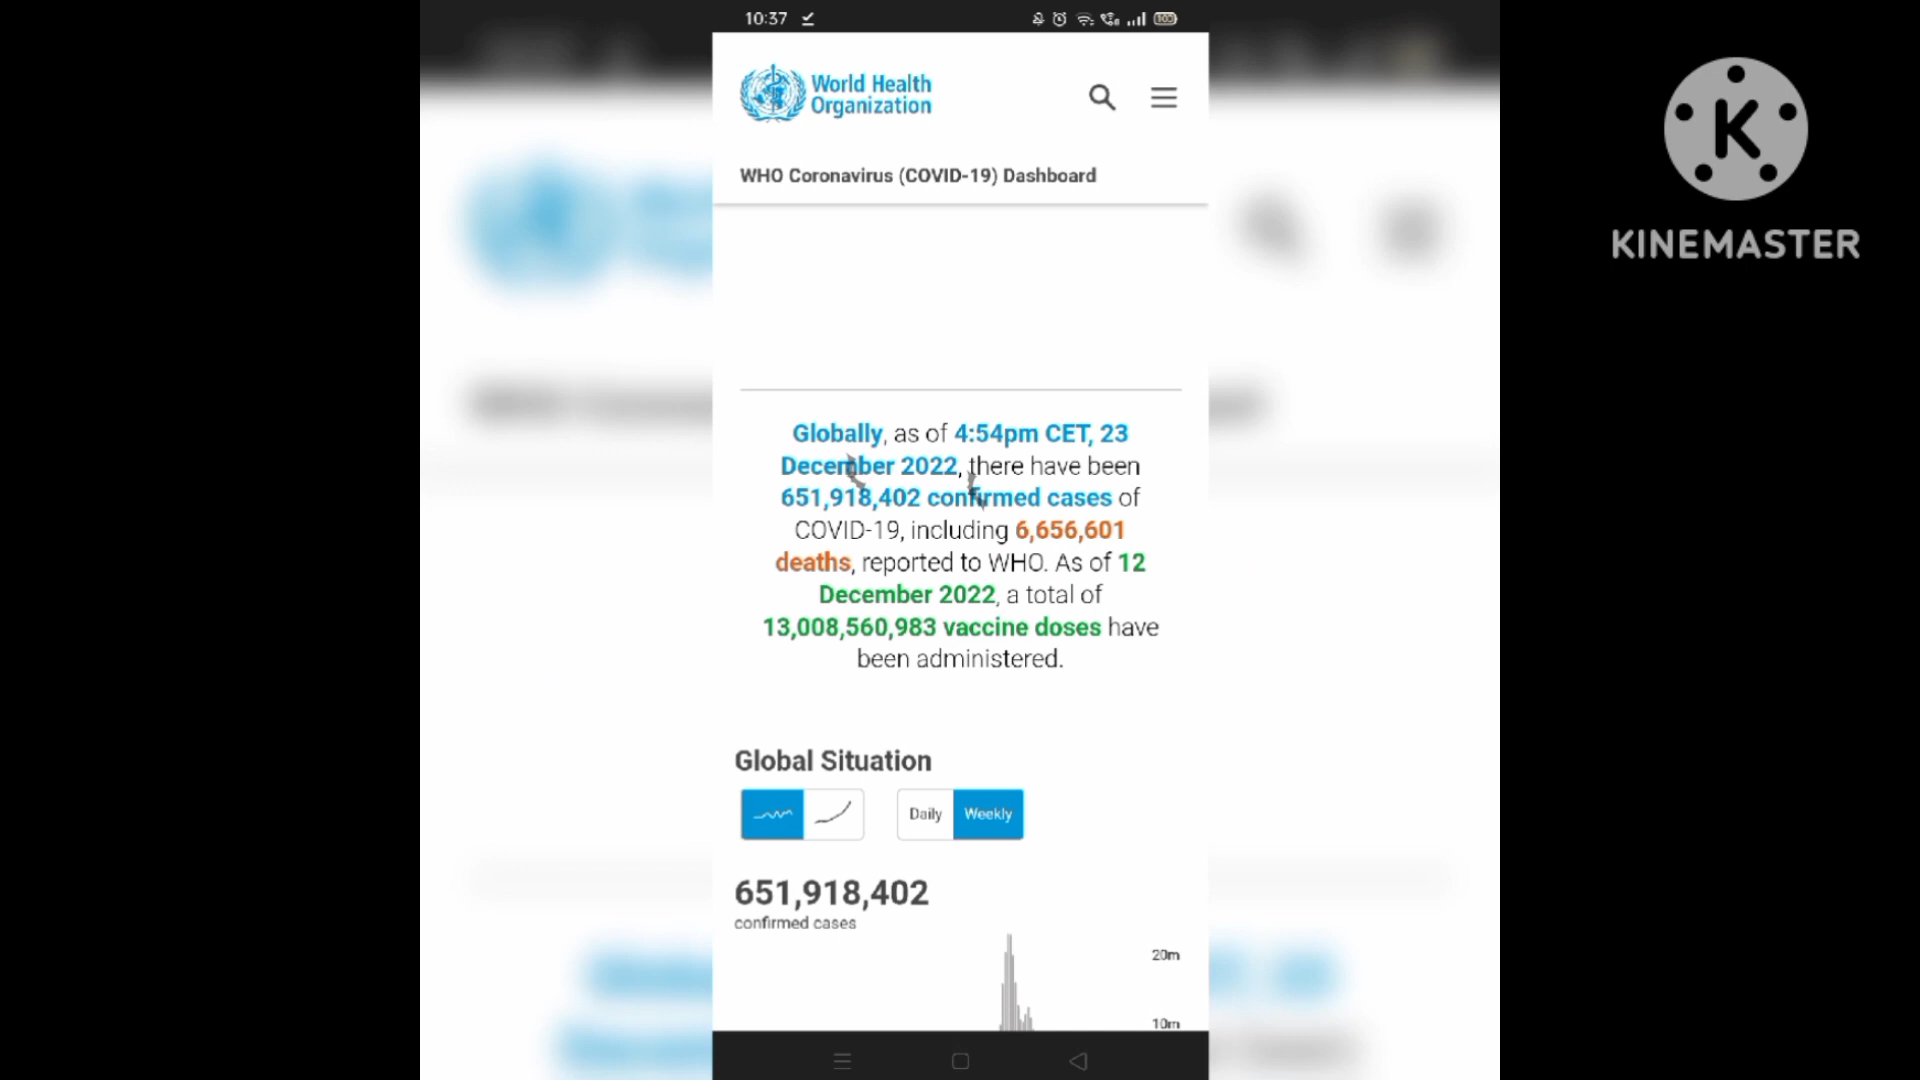 10:37
World Health
Organization
WHO Coronavirus (COVID-19) Dashboard
Globally, as of 4:54pm CET, 23
December 2022, there have been
651,918,402 confirmed cases of
COVID-19, including 6,656,601
deaths, reported to WHO. As of 12
December 2022, a total of
13,008,560,983 vaccine doses have
been administered.
Global Situation
Daily Weekly
651,918,402
confirmed cases
20m
10m
K
KINEMASTER